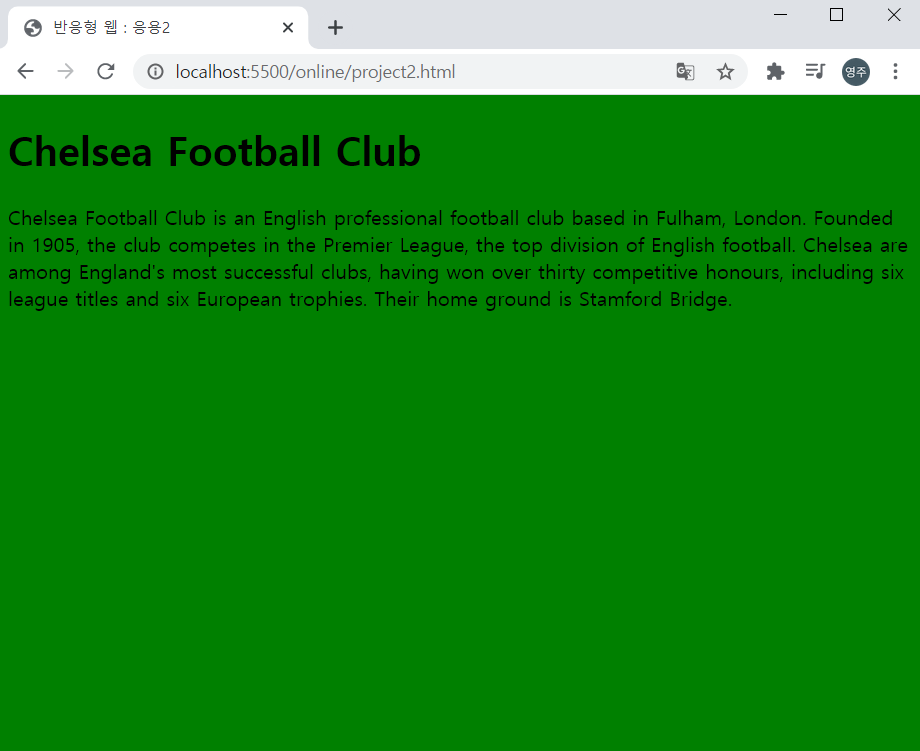 반응형 웹 : 응용2
localhost:5500/online/project2.html
영주
Chelsea Football Club
Chelsea Football Club is an English professional football club based in Fulham, London. Founded
in 1905, the club competes in the Premier League, the top division of English football. Chelsea are
among England's most successful clubs, having won over thirty competitive honours, including six
league titles and six European trophies. Their home ground is Stamford Bridge.